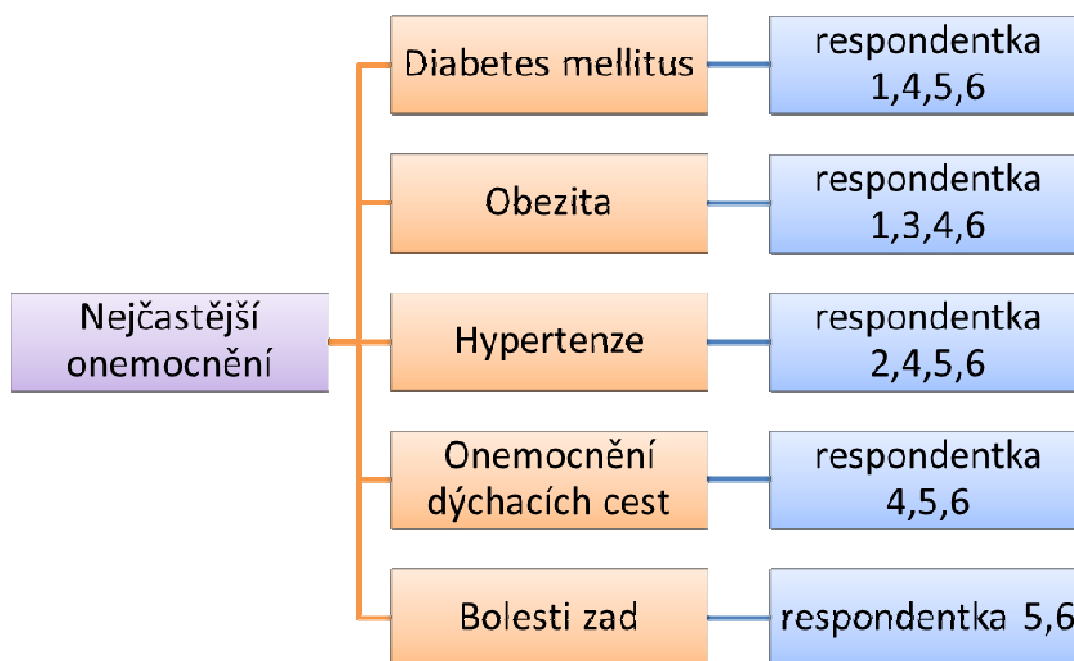 Nejčastější
onemocnění
Diabetes mellitus
respondentka
1,4,5,6
Obezita
respondentka
1,3,4,6
Hypertenze
respondentka
2,4,5,6
Onemocnění
dýchacích cest
respondentka
4,5,6
Bolesti zad
respondentka 5,6